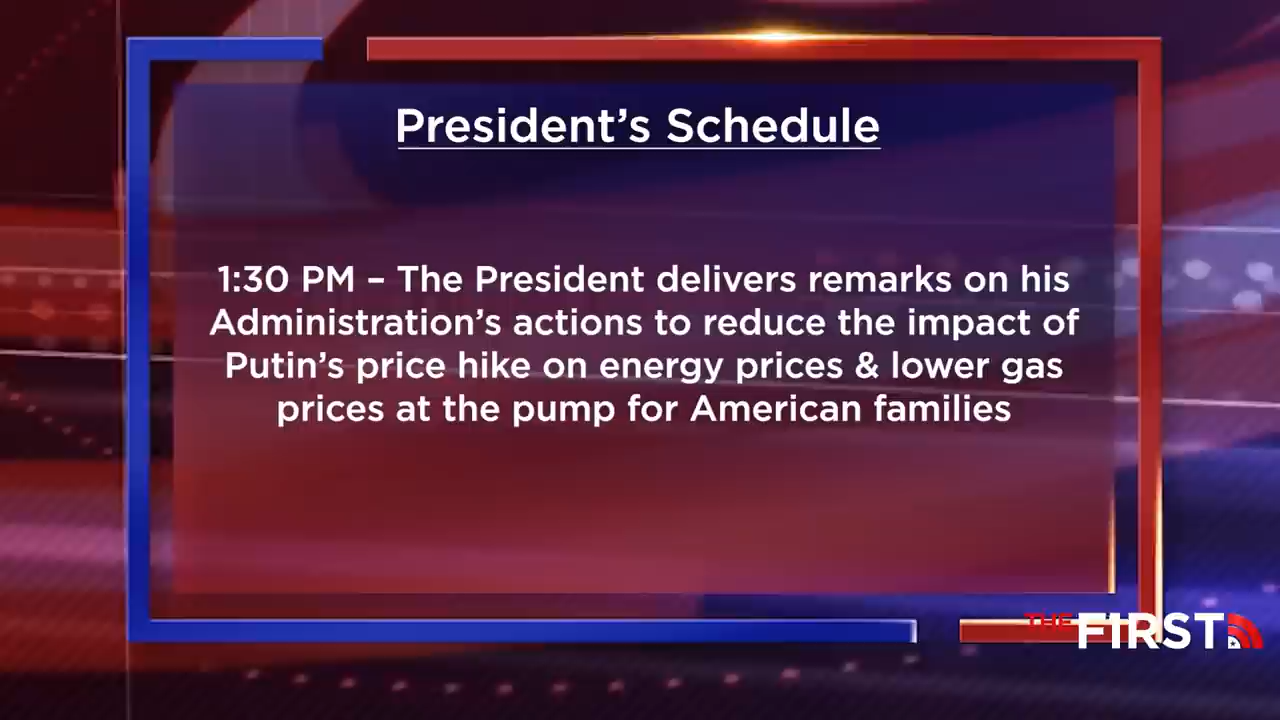 President’s Schedule
1:30 PM – The President delivers remarks on his
Administration’s actions to reduce the impact of
Putin’s price hike on energy prices & lower gas
prices at the pump for American families
THE FIRST